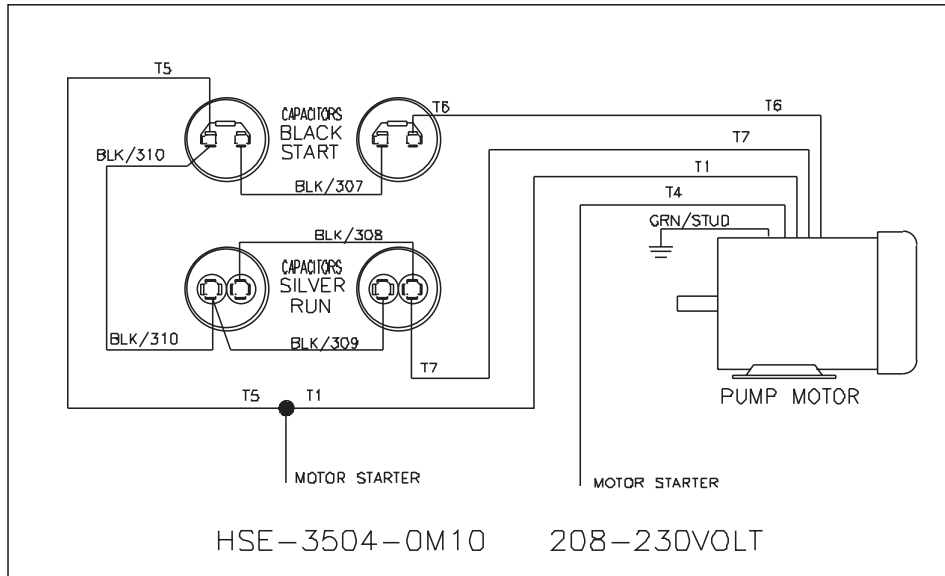 T5
CAPACITORS
BLACK
START
T6
T6
T7
BLK/310
T1
BLK/307
T4
GRN/STUD
BLK/308
CAPACITORS
SILVER
RUN
BLK/310
BLK/309
T7
T5
T1
PUMP MOTOR
MOTOR STARTER
MOTOR STARTER
HSE-3504-0M10
208-230VOLT